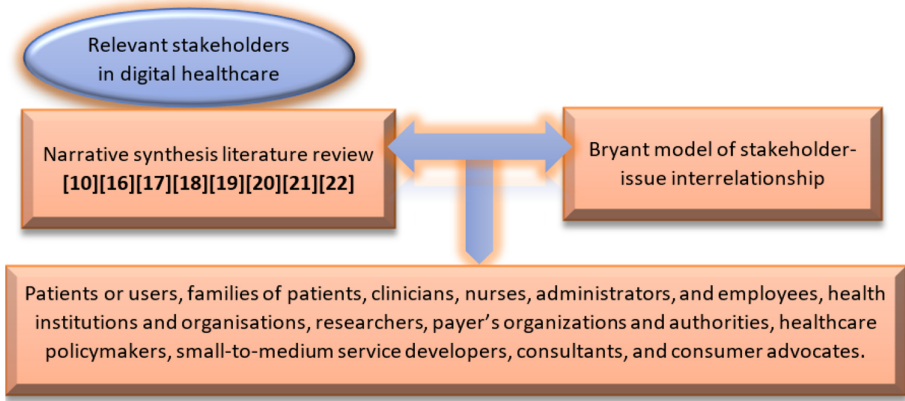 Relevant stakeholders
in digital healthcare
Narrative synthesis literature review
[10][16][17][18][19][20][21][22]
Bryant model of stakeholder-
issue interrelationship
Patients or users, families of patients, clinicians, nurses, administrators, and employees, health
institutions and organisations, researchers, payer’s organizations and authorities, healthcare
policymakers, small-to-medium service developers, consultants, and consumer advocates.